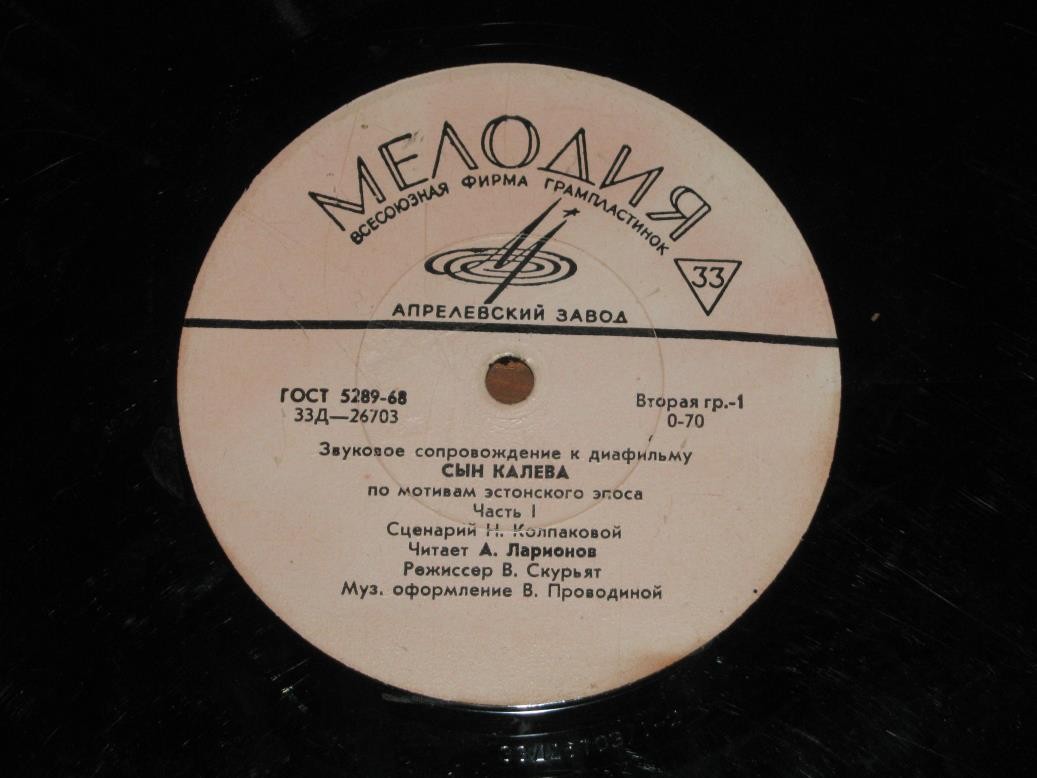 МЕЛОДИЯ
ВСЕСОЮЗНАЯ ФИРМА ГРАМПЛАСТИНОК
33
АПРЕЛЕВСКИЙ ЗАВОД
ГОСТ 5289-68
33Д—26703
Вторая гр.-1
0-70
Звуковое сопровождение к диафильму
СЫН КАЛЕВА
по мотивам эстонского эпоса
Часть I
Сценарий Н. Колпаковой
Читает А. Ларионов
Режиссер В. Скурьят
Муз. оформление В. Проводиной